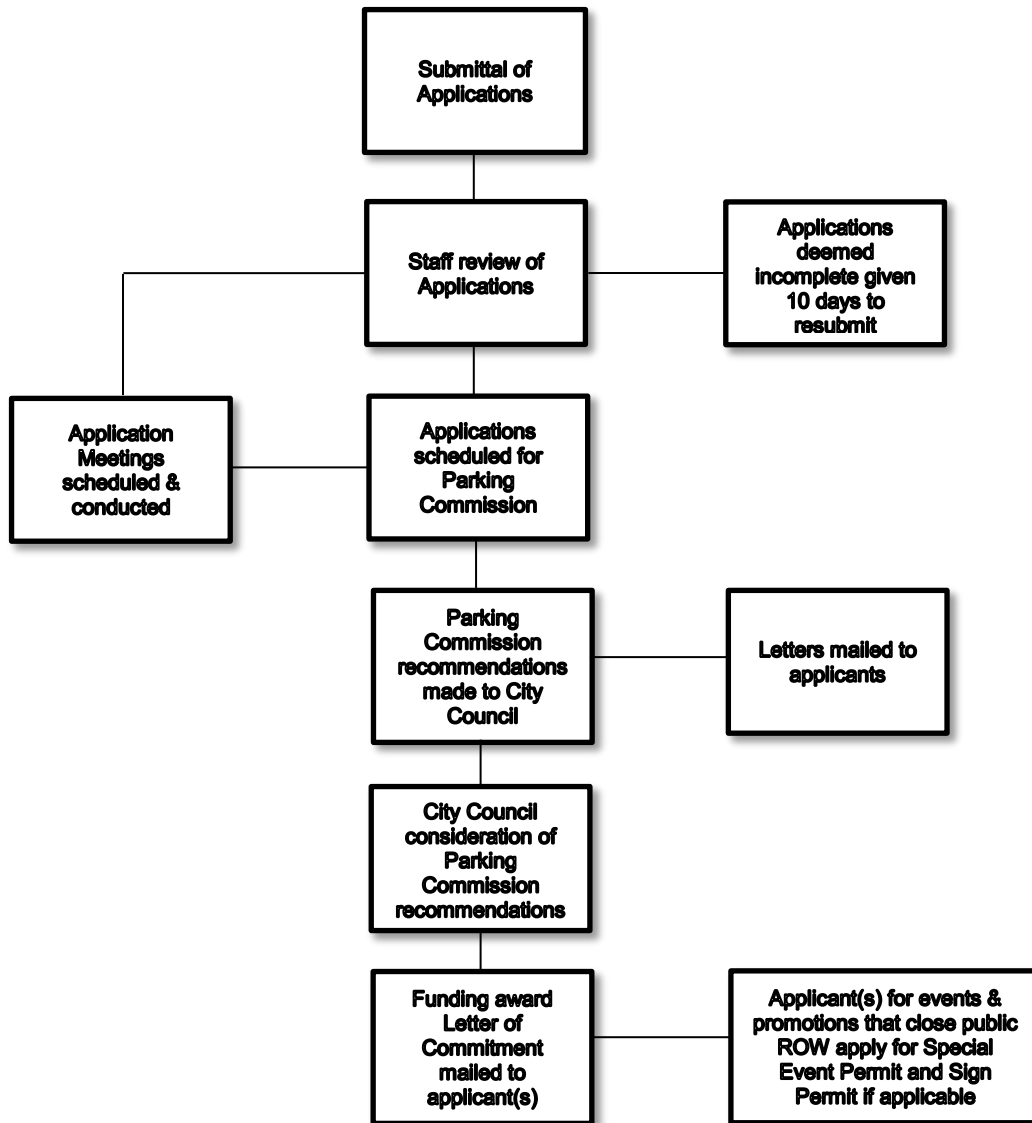 Submittal of
Applications
Staff review of
Applications
Applications
deemed
incomplete given
10 days to
resubmit
Application
Meetings
scheduled &
conducted
Applications
scheduled for
Parking
Commission
Parking
Commission
recommendations
made to City
Council
Letters mailed to
applicants
City Council
consideration of
Parking
Commission
recommendations
Funding award
Letter of
Commitment
mailed to
applicant(s)
Applicant(s) for events &
promotions that close public
ROW apply for Special
Event Permit and Sign
Permit if applicable